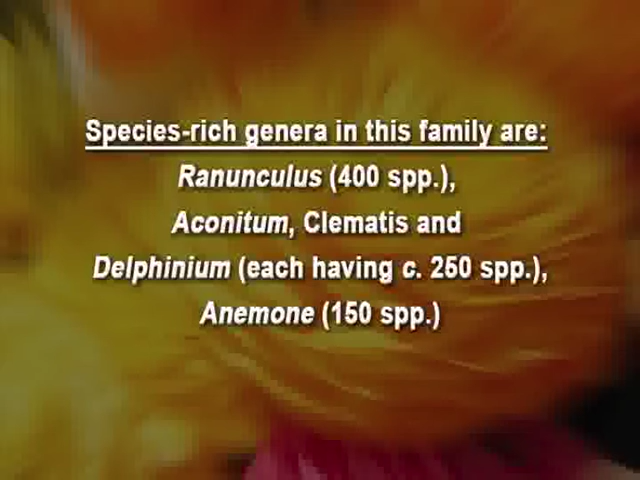 Species-rich genera in this family are:
Ranunculus (400 spp.),
Aconitum, Clematis and
Delphinium (each having c. 250 spp.),
Anemone (150 spp.)